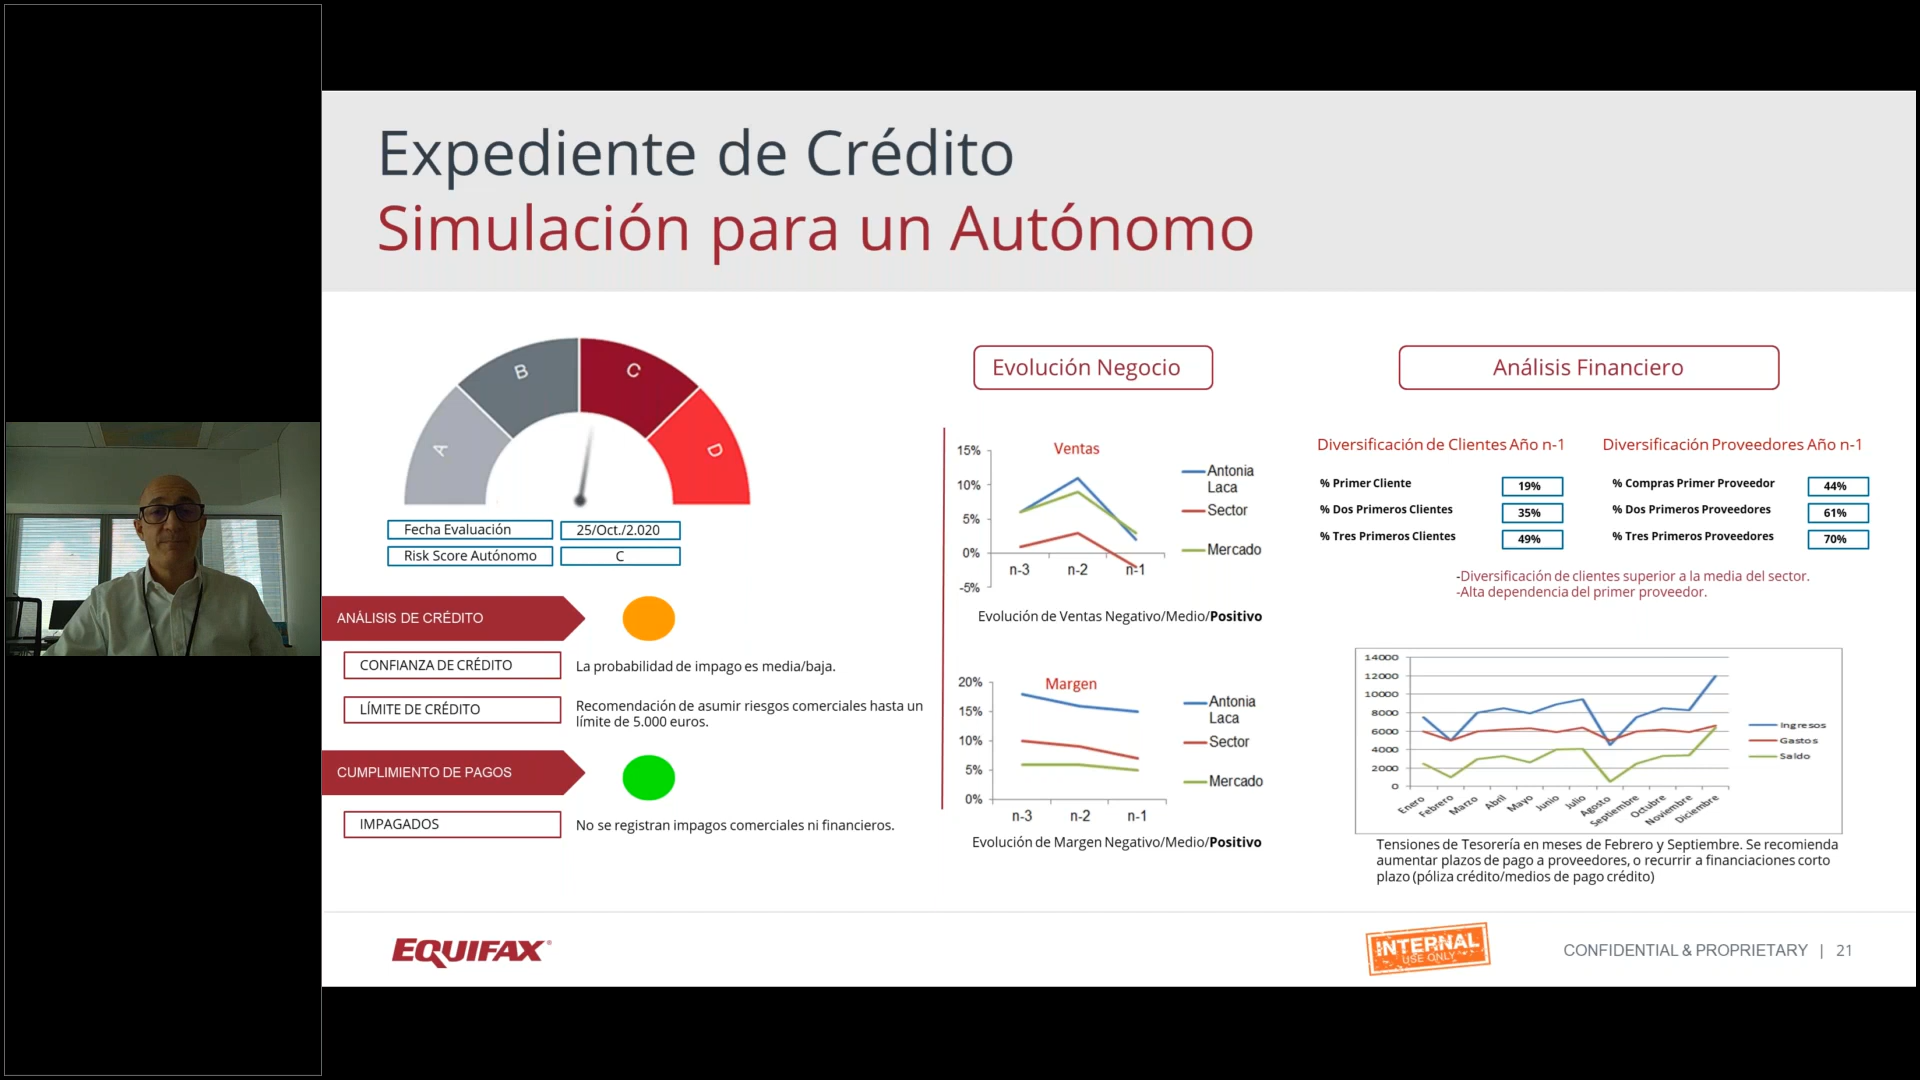 Expediente de Crédito
Simulación para un Autónomo
A
B
C
D
Fecha Evaluación
25/Oct./2.020
Risk Score Autónomo
C
ANÁLISIS DE CRÉDITO
CONFIANZA DE CRÉDITO
La probabilidad de impago es media/baja.
LÍMITE DE CRÉDITO
Recomendación de asumir riesgos comerciales hasta un
límite de 5.000 euros.
CUMPLIMIENTO DE PAGOS
IMPAGADOS
No se registran impagos comerciales ni financieros.
Evolución Negocio
Ventas
15%
10%
5%
0%
-5%
n-3
n-2
n-1
Antonia
Laca
Sector
Mercado
Evolución de Ventas Negativo/Medio/Positivo
Margen
20%
15%
10%
5%
0%
n-3
n-2
n-1
Antonia
Laca
Sector
Mercado
Evolución de Margen Negativo/Medio/Positivo
Análisis Financiero
Diversificación de Clientes Año n-1
% Primer Cliente
19%
% Dos Primeros Clientes
35%
% Tres Primeros Clientes
49%
Diversificación Proveedores Año n-1
% Compras Primer Proveedor
44%
% Dos Primeros Proveedores
61%
% Tres Primeros Proveedores
70%
-Diversificación de clientes superior a la media del sector.
-Alta dependencia del primer proveedor.
14000
12000
10000
8000
6000
4000
2000
0
Enero
Febrero
Marzo
Abril
Mayo
Junio
Julio
Agosto
Septiembre
Octubre
Noviembre
Diciembre
Ingresos
Gastos
Saldo
Tensiones de Tesorería en meses de Febrero y Septiembre. Se recomienda
aumentar plazos de pago a proveedores, o recurrir a financiaciones corto
plazo (póliza crédito/medios de pago crédito)
EQUIFAX®
INTERNAL
USE ONLY
CONFIDENTIAL & PROPRIETARY | 21